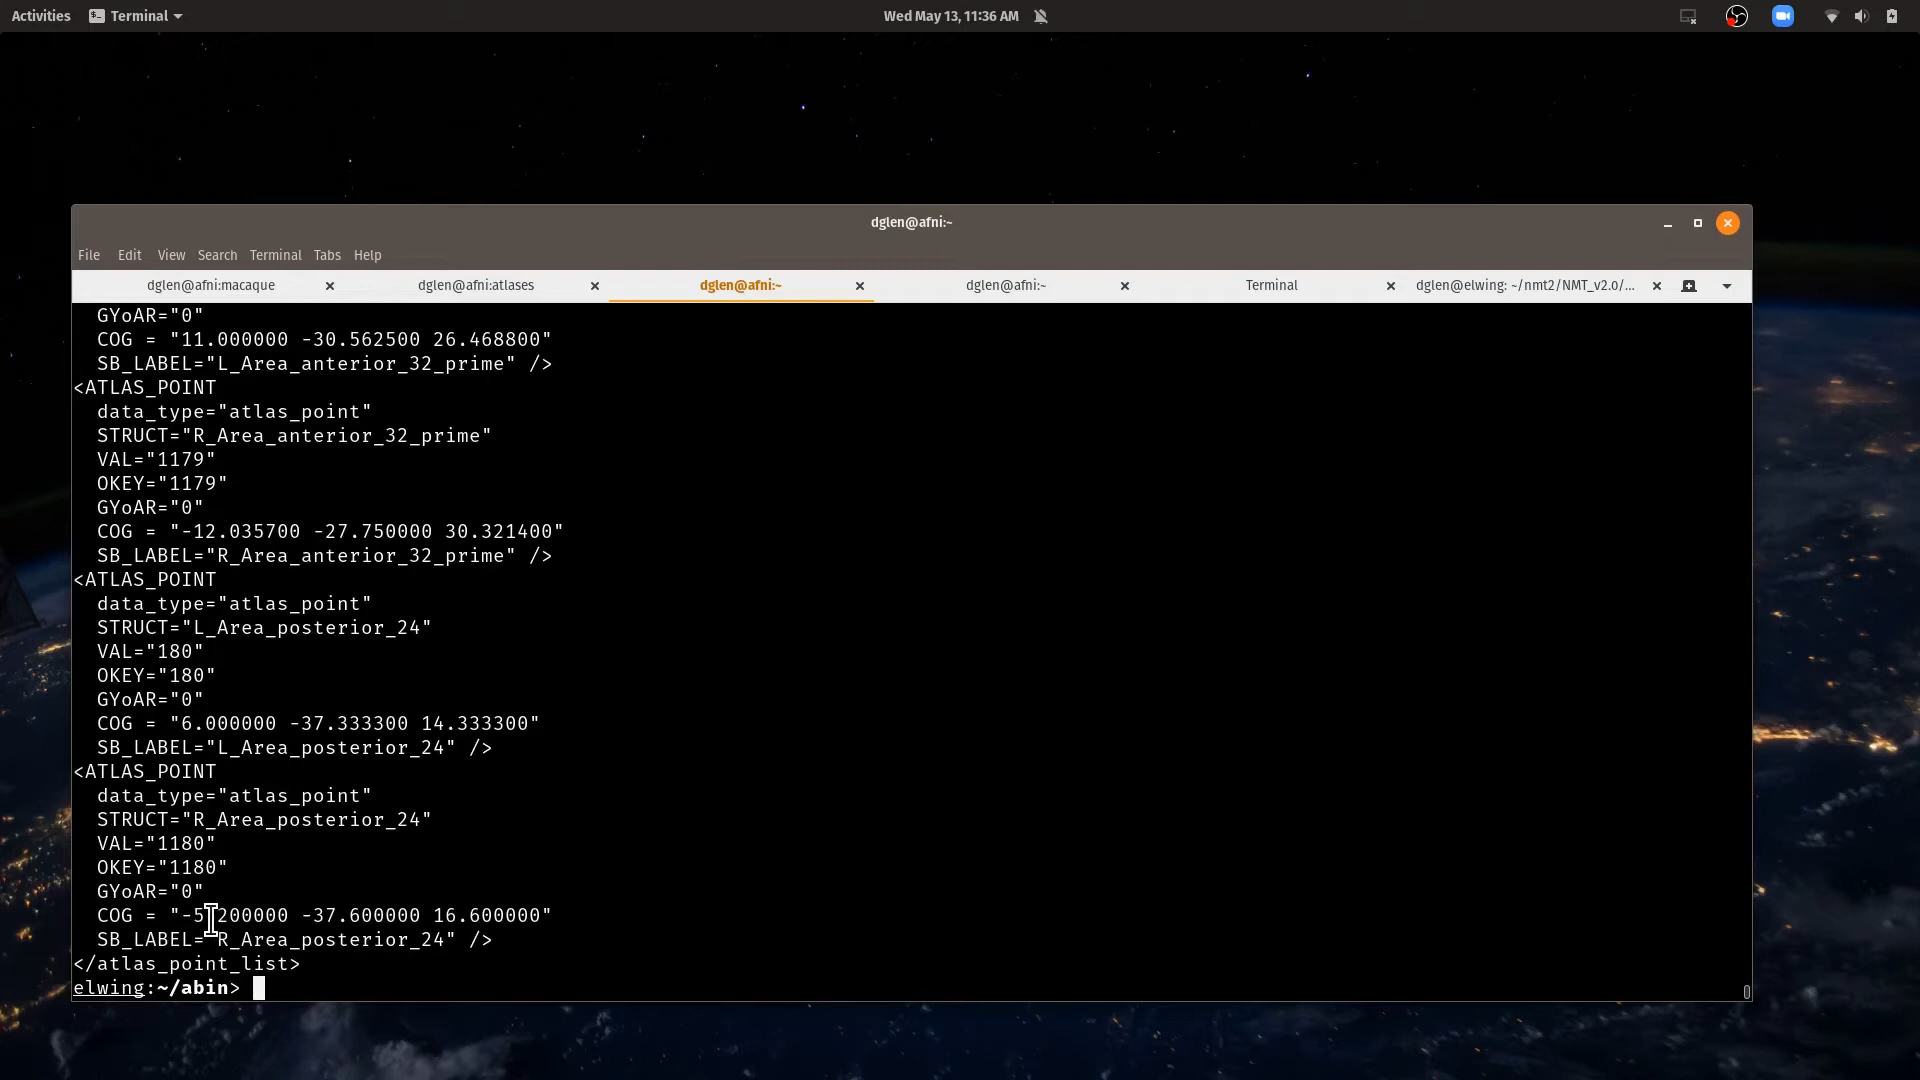 Activities Terminal Wed May 13, 11:36 AM
dglen@afni:~
File Edit View Search Terminal Tabs Help
dglen@afni:macaque dglen@afni:atlases dglen@afni:~ dglen@afni:~ Terminal dglen@elwing: ~/nmt2/NMT_v2.0/...
GYoAR="0"
COG = "11.000000 -30.562500 26.468800"
SB_LABEL="L_Area_anterior_32_prime" />
<ATLAS_POINT
data_type="atlas_point"
STRUCT="R_Area_anterior_32_prime"
VAL="1179"
OKEY="1179"
GYoAR="0"
COG = "-12.035700 -27.750000 30.321400"
SB_LABEL="R_Area_anterior_32_prime" />
<ATLAS_POINT
data_type="atlas_point"
STRUCT="L_Area_posterior_24"
VAL="180"
OKEY="180"
GYoAR="0"
COG = "6.000000 -37.333300 14.333300"
SB_LABEL="L_Area_posterior_24" />
<ATLAS_POINT
data_type="atlas_point"
STRUCT="R_Area_posterior_24"
VAL="1180"
OKEY="1180"
GYoAR="0"
COG = "-5.200000 -37.600000 16.600000"
SB_LABEL="R_Area_posterior_24" />
</atlas_point_list>
elwing:~/abin>